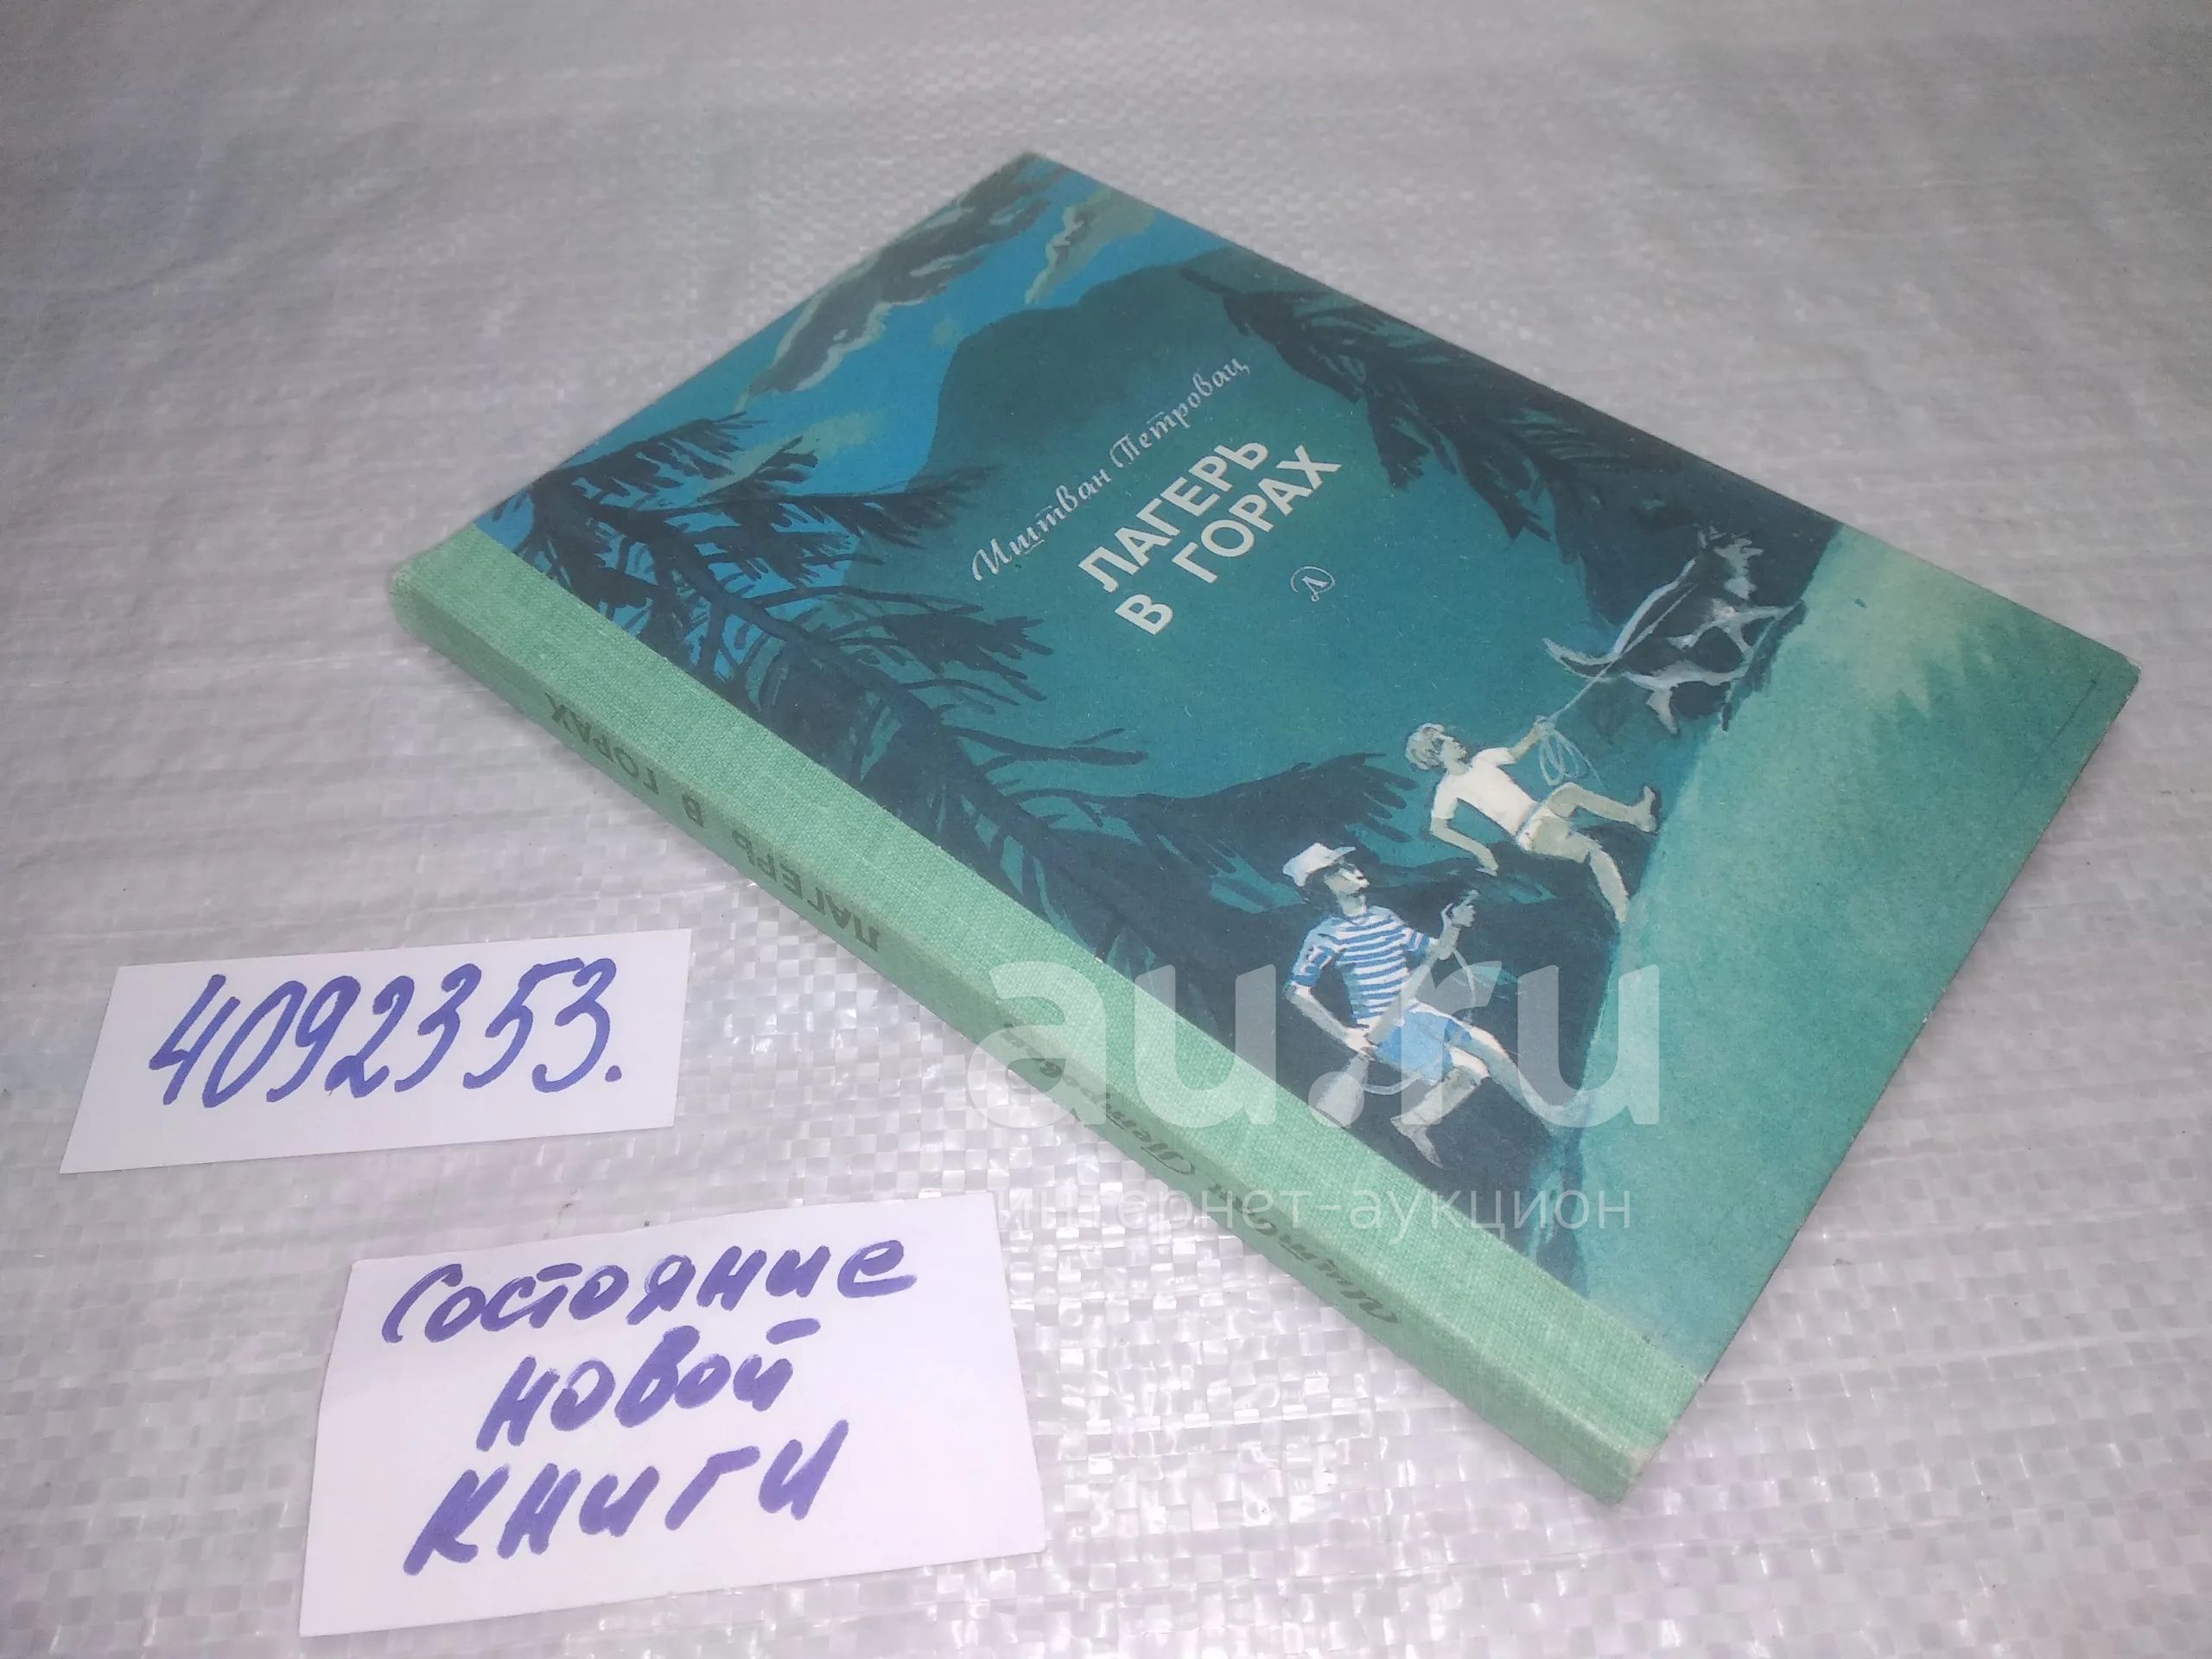 Иштван Петровац
ЛАГЕРЬ
В ГОРАХ
ЛАГЕРЬ В ГОРАХ
Иштван Петровац
au.ru
интернет-аукцион
4092353.
Состояние
новой
книги